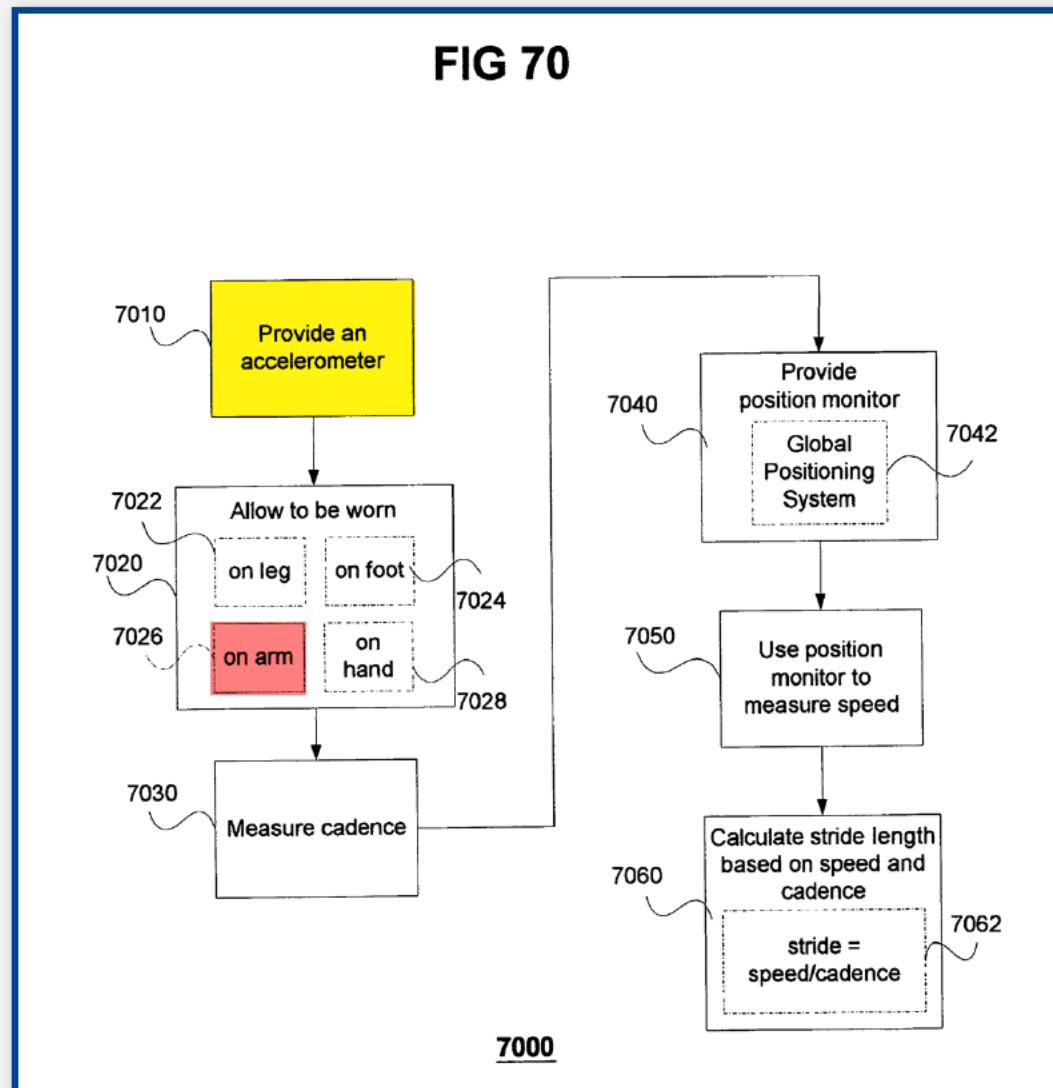 FIG 70
7010
Provide an
accelerometer
7020
Allow to be worn
7022
on leg
on foot
7024
7026
on arm
on
hand
7028
7030
Measure cadence
7040
Provide
position monitor
Global
Positioning
System
7042
7050
Use position
monitor to
measure speed
7060
Calculate stride length
based on speed and
cadence
stride =
speed/cadence
7062
7000